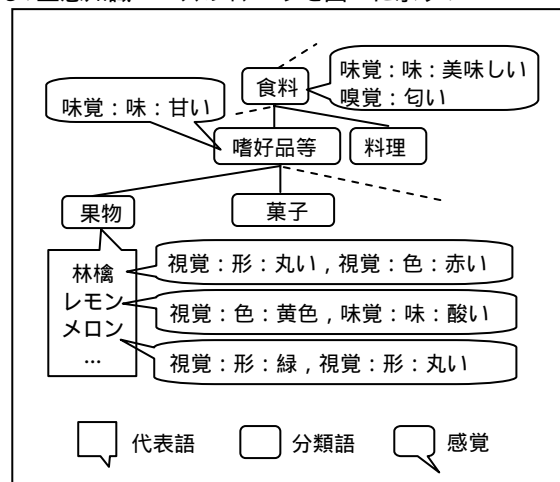 食料
味覚：味：美味しい
嗅覚：匂い
味覚：味：甘い
嗜好品等
料理
果物
菓子
林檎
レモン
メロン
...
視覚：形：丸い，視覚：色：赤い
視覚：色：黄色，味覚：味：酸い
視覚：形：緑，視覚：形：丸い
代表語
分類語
感覚